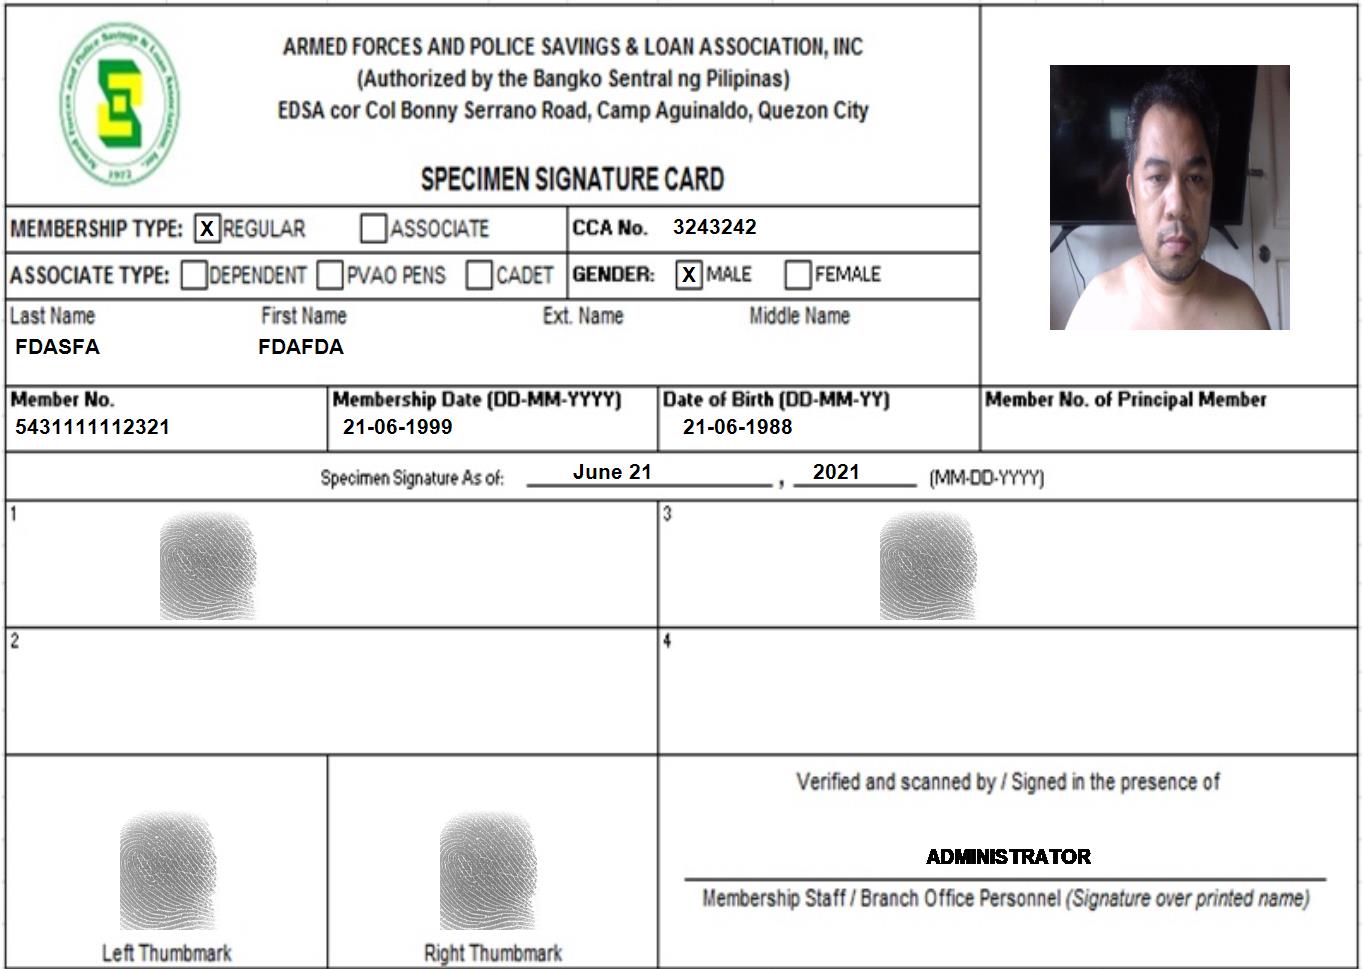 Armed Forces and Police Savings & Loan Association, Inc.
1972
ARMED FORCES AND POLICE SAVINGS & LOAN ASSOCIATION, INC
(Authorized by the Bangko Sentral ng Pilipinas)
EDSA cor Col Bonny Serrano Road, Camp Aguinaldo, Quezon City
SPECIMEN SIGNATURE CARD
MEMBERSHIP TYPE: X REGULAR ASSOCIATE CCA No. 3243242
ASSOCIATE TYPE: DEPENDENT PVAO PENS CADET GENDER: X MALE FEMALE
Last Name First Name Ext. Name Middle Name
FDASFA FDAFDA
Member No. Membership Date (DD-MM-YYYY) Date of Birth (DD-MM-YY) Member No. of Principal Member
5431111112321 21-06-1999 21-06-1988
Specimen Signature As of: June 21 , 2021 (MM-DD-YYYY)
1 3
2 4
Verified and scanned by / Signed in the presence of
ADMINISTRATOR
Membership Staff / Branch Office Personnel (Signature over printed name)
Left Thumbmark Right Thumbmark